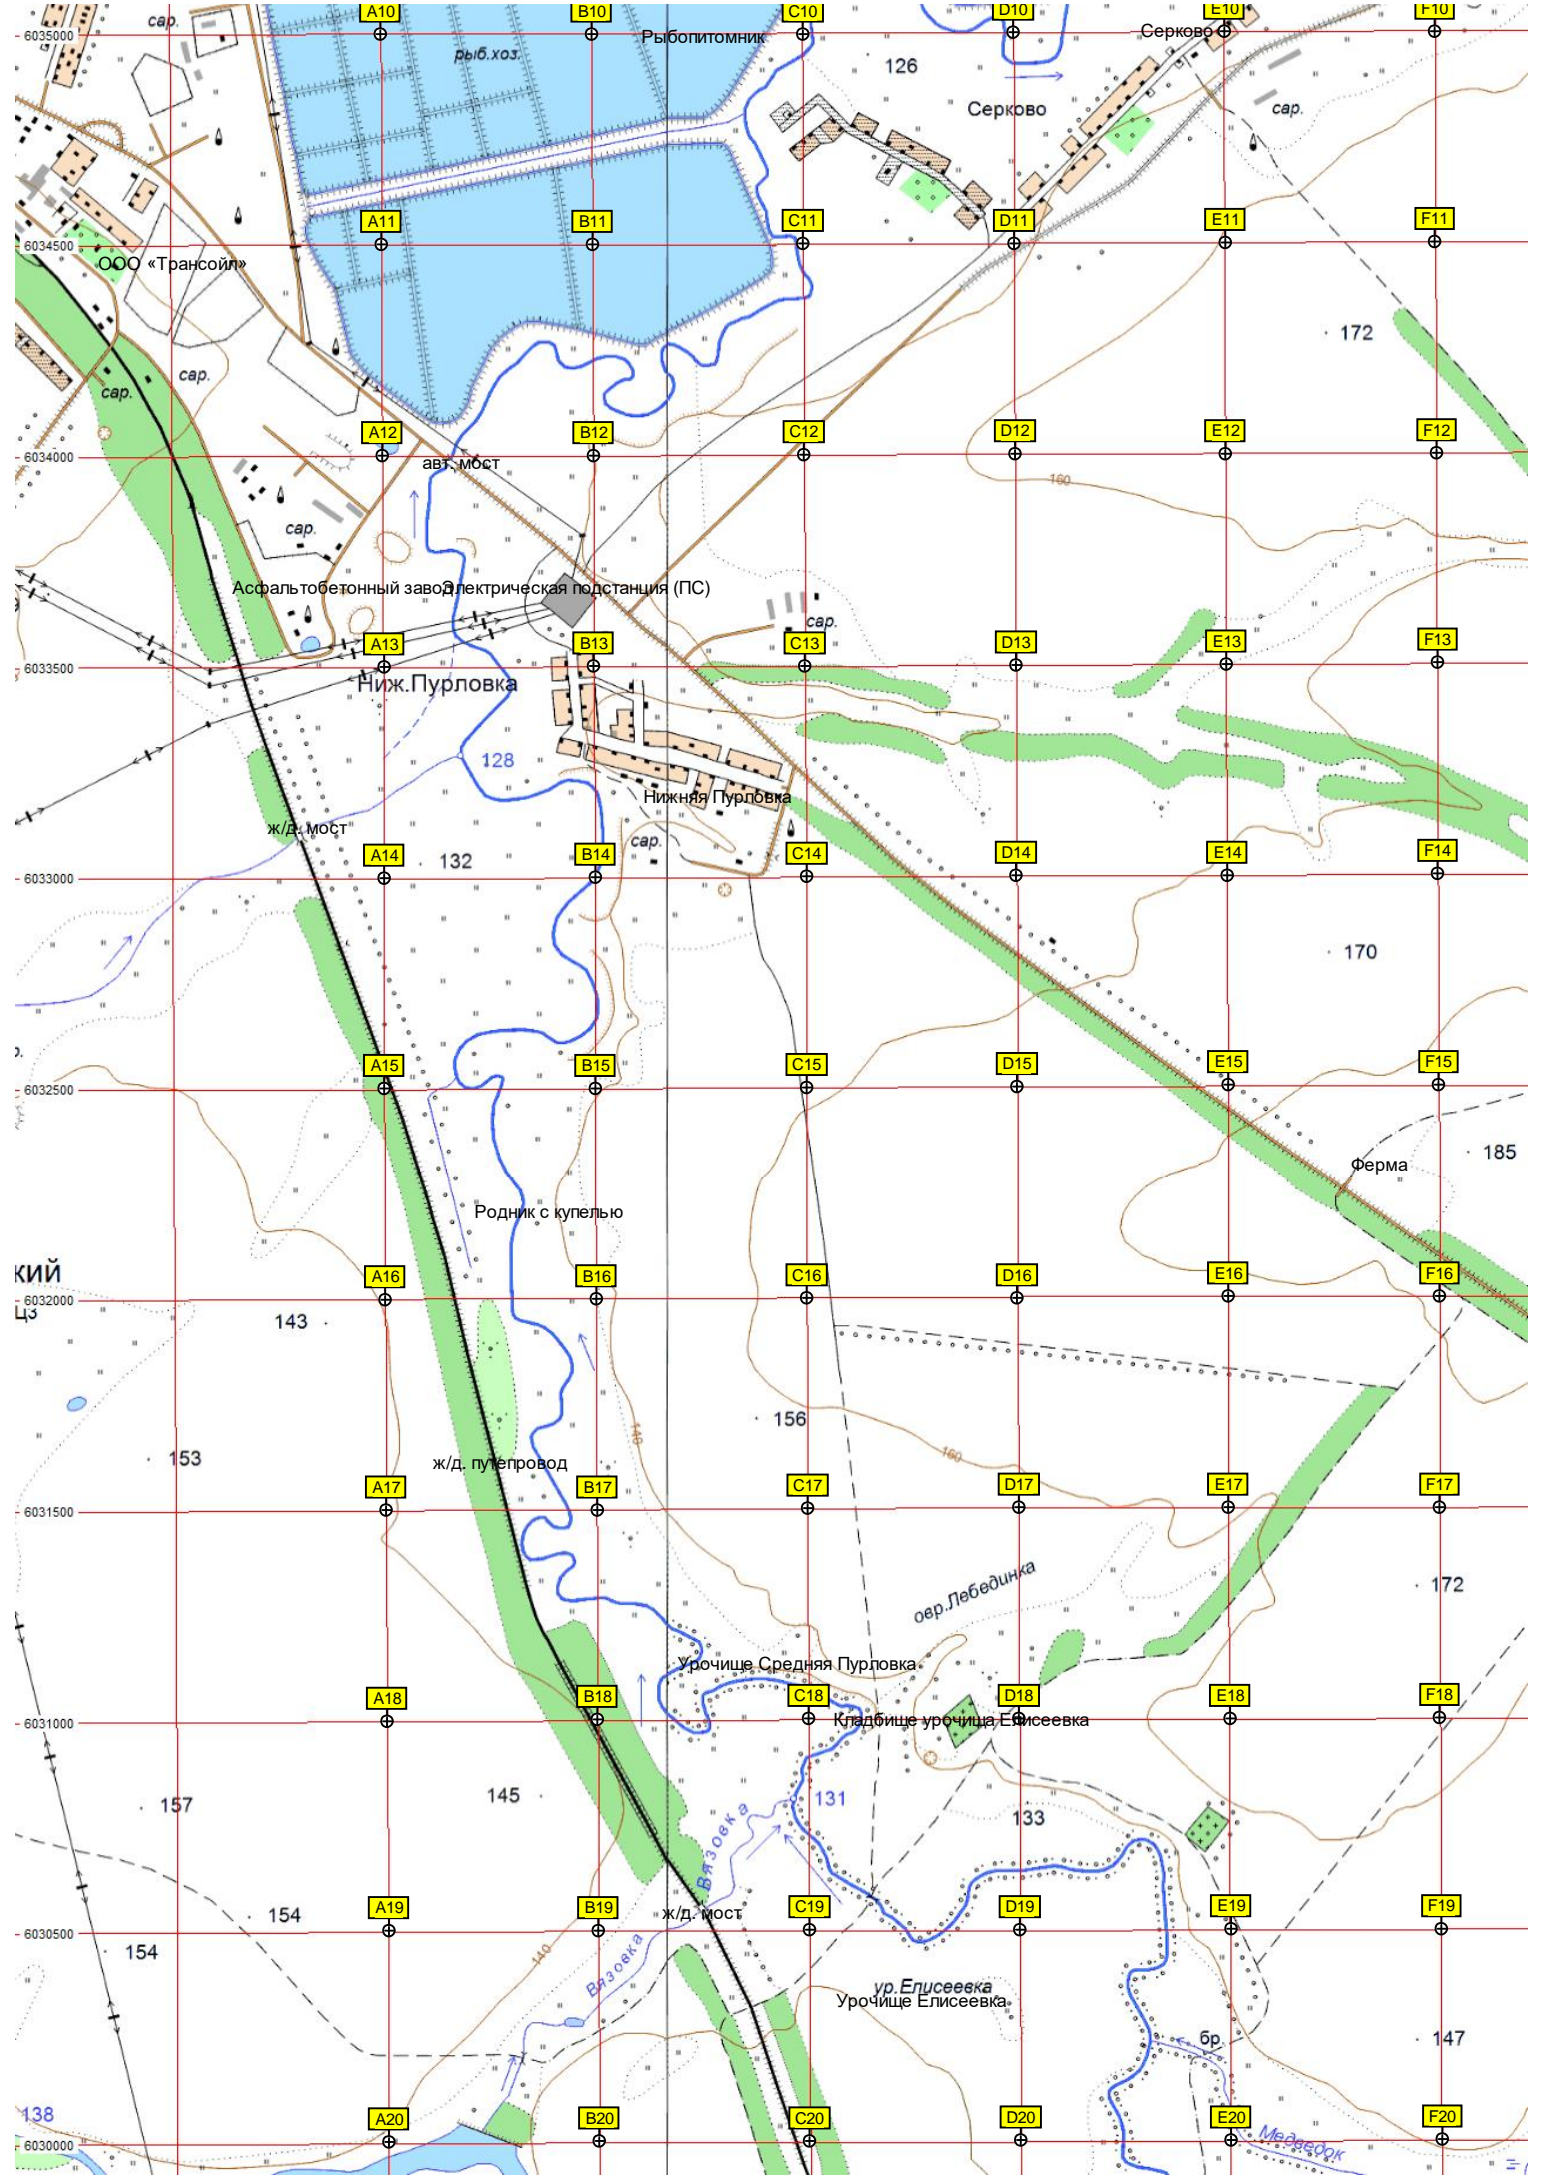 A10 B10 C10 D10 E10 F10
сар. Рыбопитомник Серково
6035000
рыб.хоз.
126
Серково
сар.
A11 B11 C11 D11 E11 F11
6034500
ООО «Трансойл»
172
сар.
сар.
A12 B12 C12 D12 E12 F12
6034000
авт. мост
160
сар.
Асфальтобетонный завод
Электрическая подстанция (ПС)
сар.
A13 B13 C13 D13 E13 F13
6033500
Ниж.Пурловка
128
Нижняя Пурловка
ж/д. мост
сар.
A14 B14 C14 D14 E14 F14
132
6033000
170
A15 B15 C15 D15 E15 F15
6032500
185
Ферма
Родник с купелью
кий
A16 B16 C16 D16 E16 F16
6032000
143
156
140
160
153
ж/д. путепровод
A17 B17 C17 D17 E17 F17
6031500
овр.Лебединка
172
Урочище Средняя Пурловка
A18 B18 C18 D18 E18 F18
6031000
Кладбище урочища Елисеевка
145
131
157
133
Вязовка
A19 B19 C19 D19 E19 F19
154
ж/д. мост
6030500
154
140
Вязовка
ур.Елисеевка
Урочище Елисеевка
бр.
147
138
A20 B20 C20 D20 E20 F20
6030000
Медведок